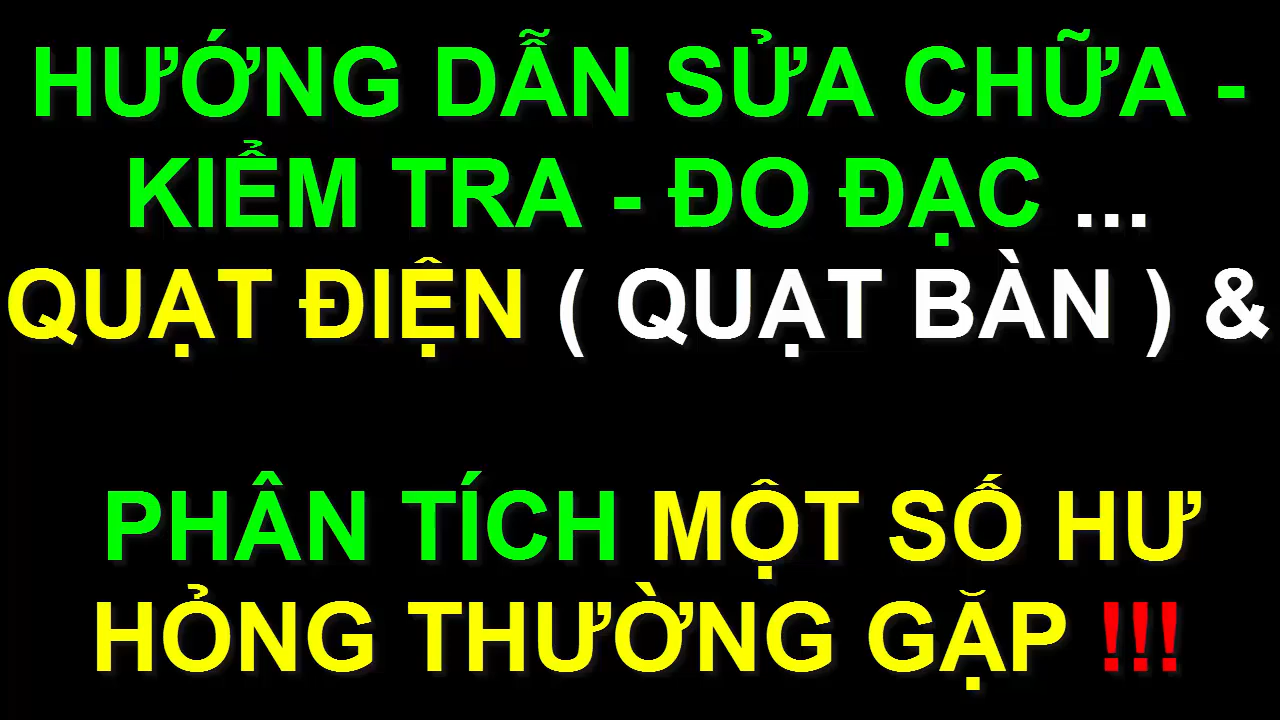 HƯỚNG DẪN SỬA CHỮA -
KIỂM TRA - ĐO ĐẠC ...
QUẠT ĐIỆN ( QUẠT BÀN ) &
PHÂN TÍCH MỘT SỐ HƯ
HỎNG THƯỜNG GẶP !!!